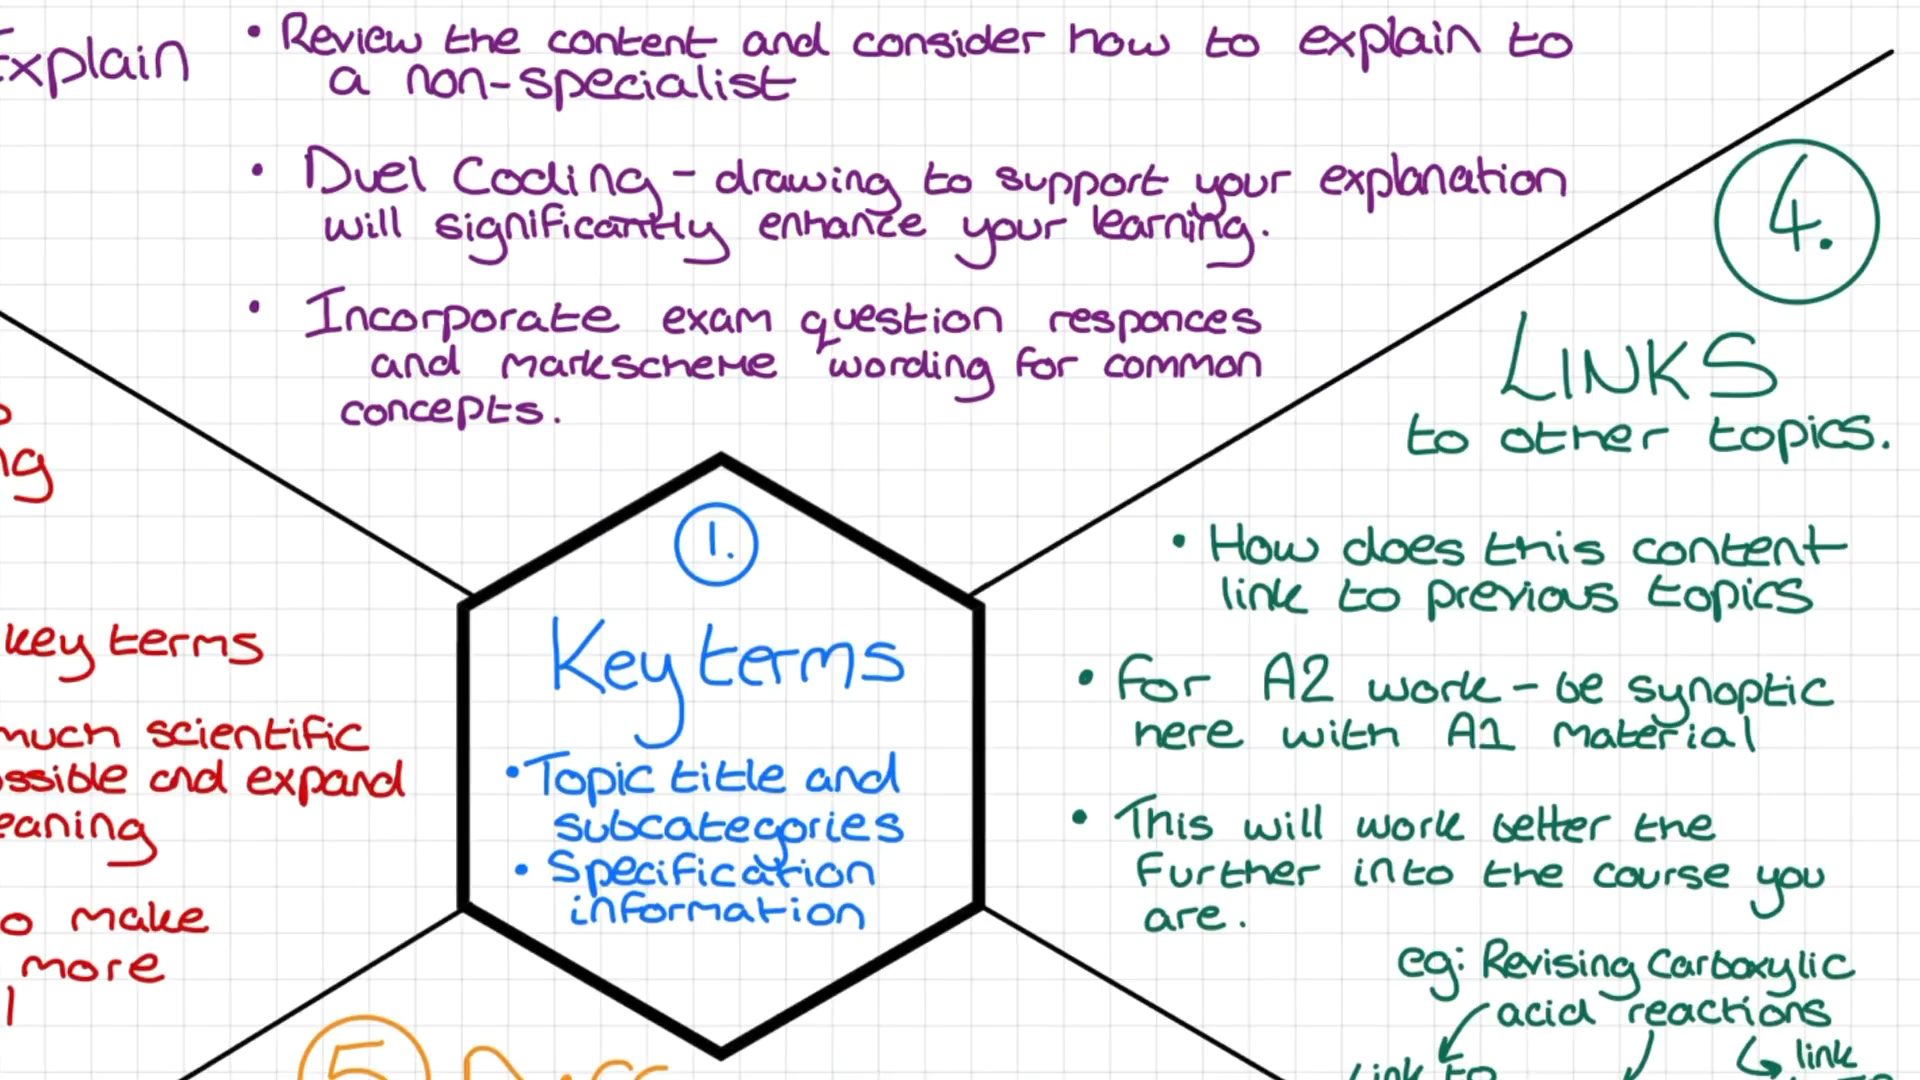 Explain
• Review the content and consider how to explain to
a non-specialist
• Duel Coding - drawing to support your explanation
will significantly enhance your learning.
• Incorporate exam question responces
and markscheme wording for common
concepts.
4.
LINKS
to other topics.
• How does this content
link to previous topics
• For A2 work - be synoptic
here with A1 material
• This will work better the
further into the course you
are.
eg: Revising Carboxylic
acid reactions
link to
link
1.
Key terms
• Topic title and
subcategories
• Specification
information
key terms
much scientific
and expand
make
more
5